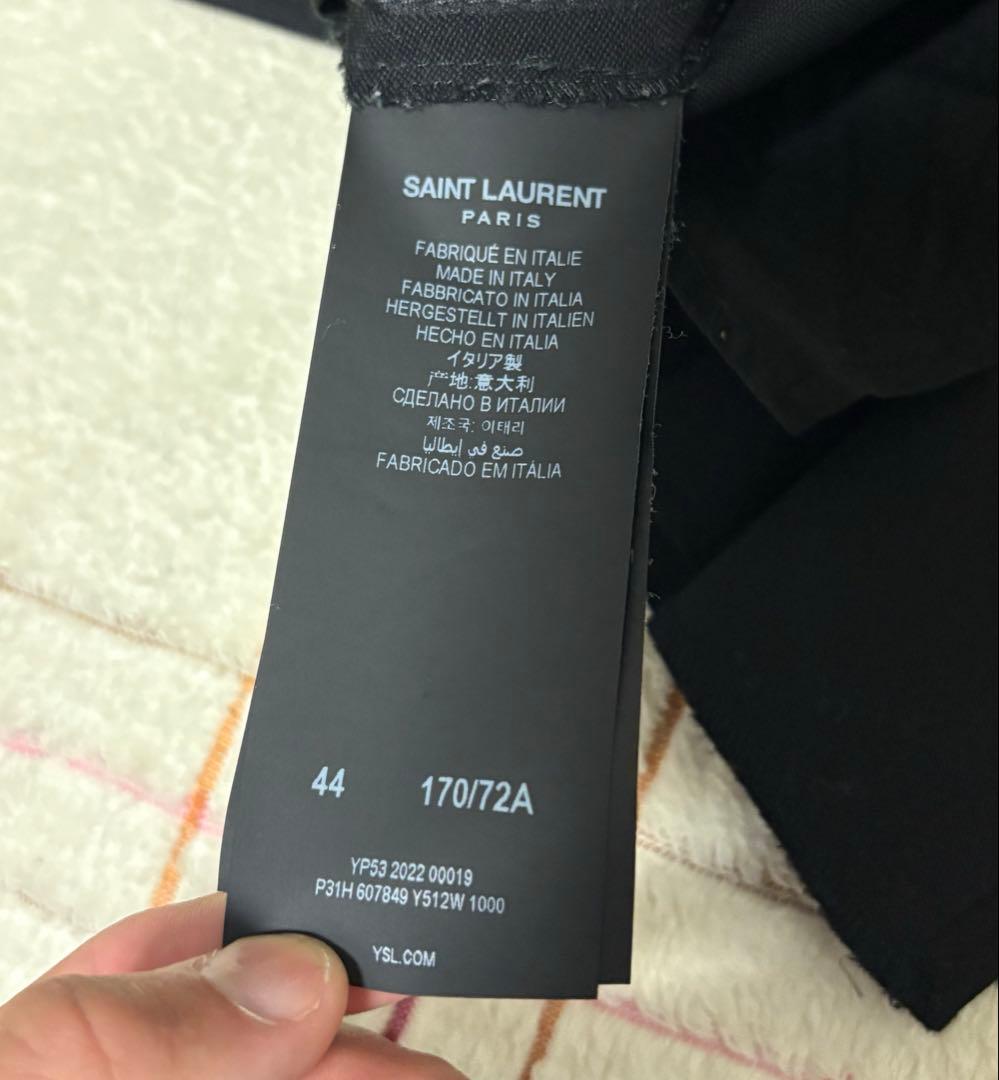 SAINT LAURENT
PARIS
FABRIQUÉ EN ITALIE
MADE IN ITALY
FABBRICATO IN ITALIA
HERGESTELLT IN ITALIEN
HECHO EN ITALIA
イタリア製
产地:意大利
СДЕЛАНО В ИТАЛИИ
제조국: 이태리
صنع في إيطاليا
FABRICADO EM ITÁLIA
44 170/72A
YP53 2022 00019
P31H 607849 Y512W 1000
YSL.COM